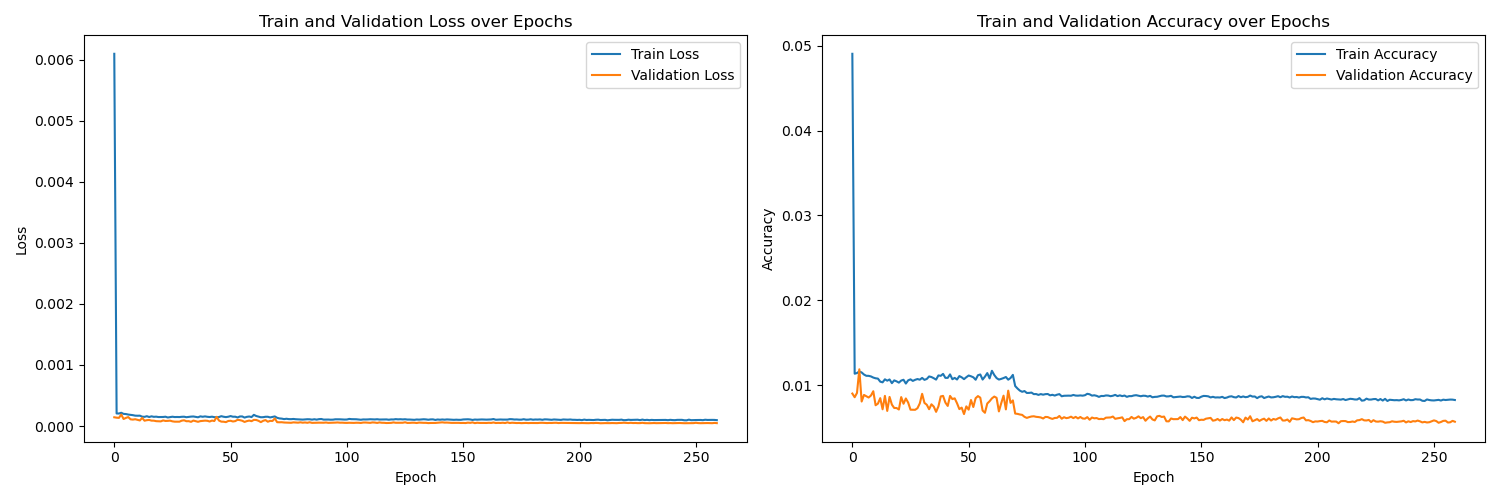 Train and Validation Loss over Epochs
Train Loss
Validation Loss
0.006
0.005
0.004
0.003
0.002
0.001
0.000
Loss
0
50
100
150
200
250
Epoch
Train and Validation Accuracy over Epochs
Train Accuracy
Validation Accuracy
0.05
0.04
0.03
0.02
0.01
Accuracy
0
50
100
150
200
250
Epoch